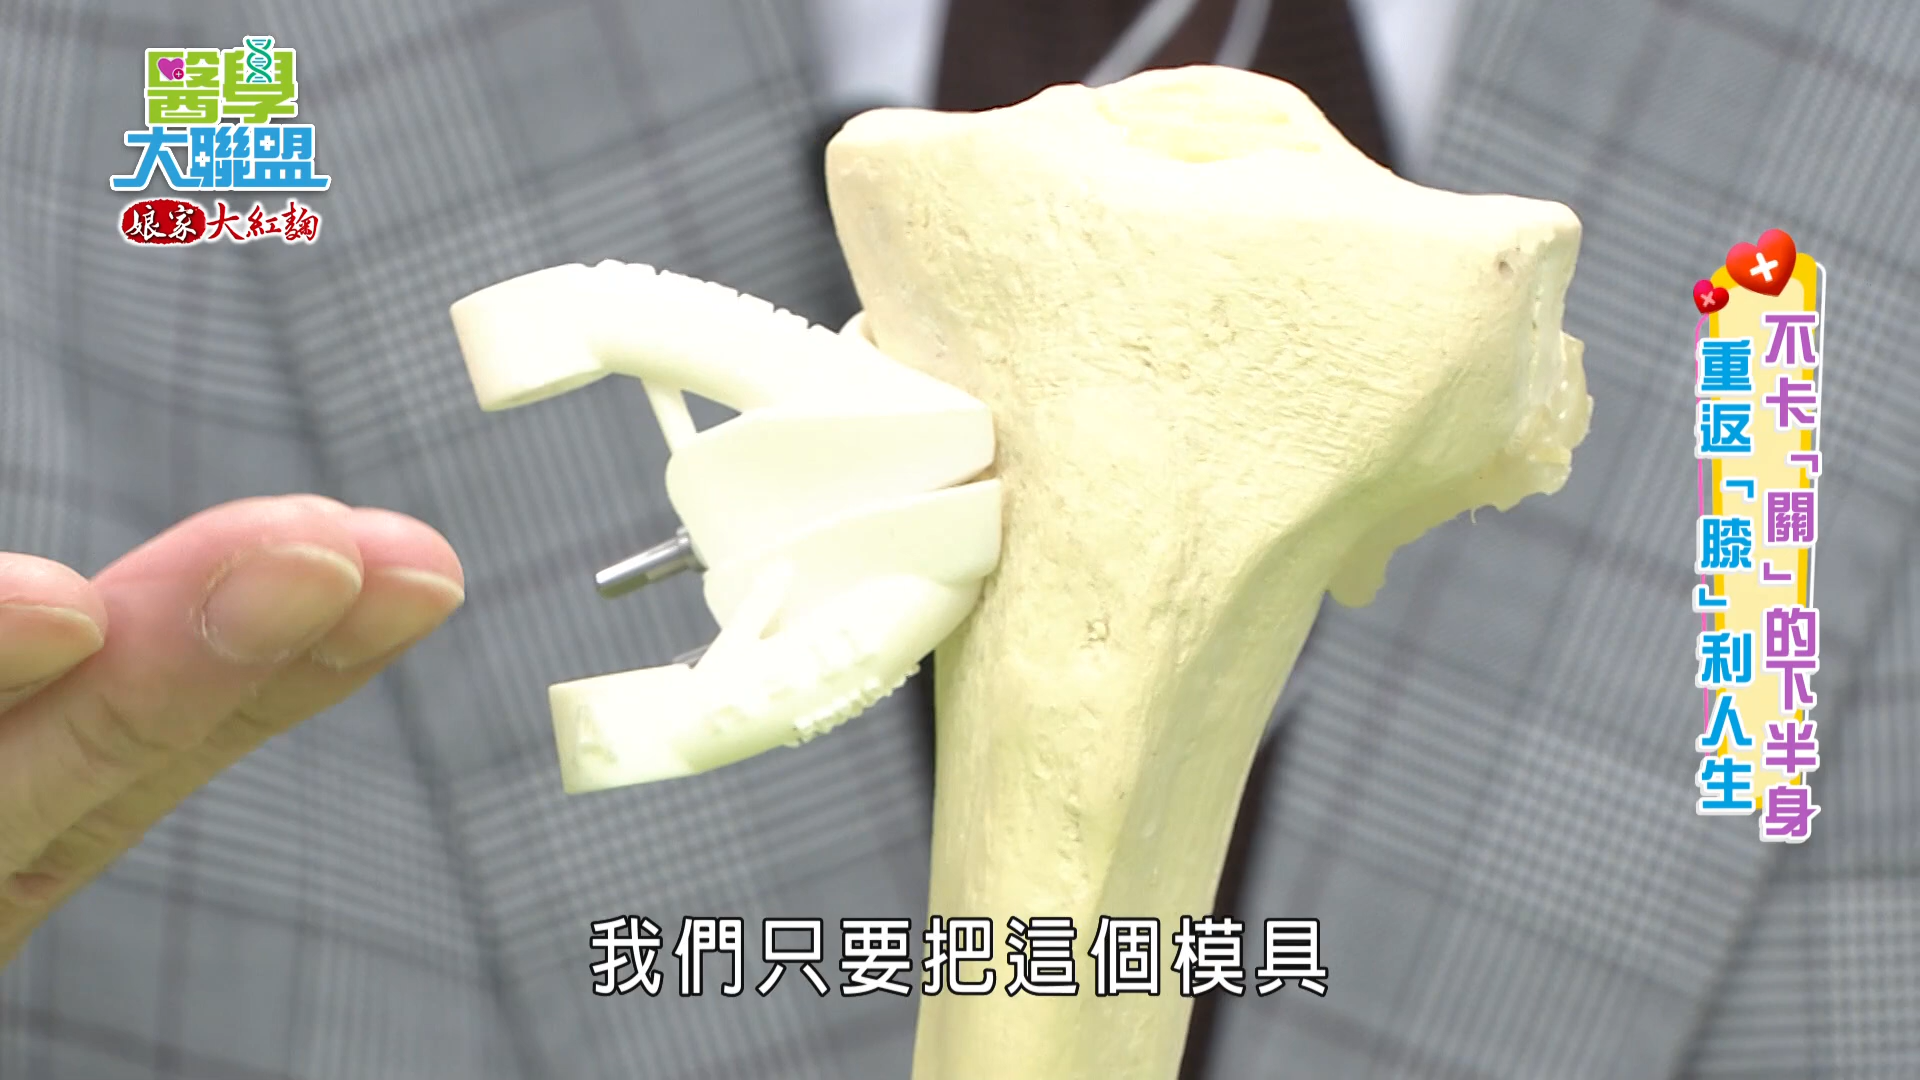 醫學
大聯盟
娘家大紅麴
不卡「關」的下半身
重返「膝」利人生
我們只要把這個模具